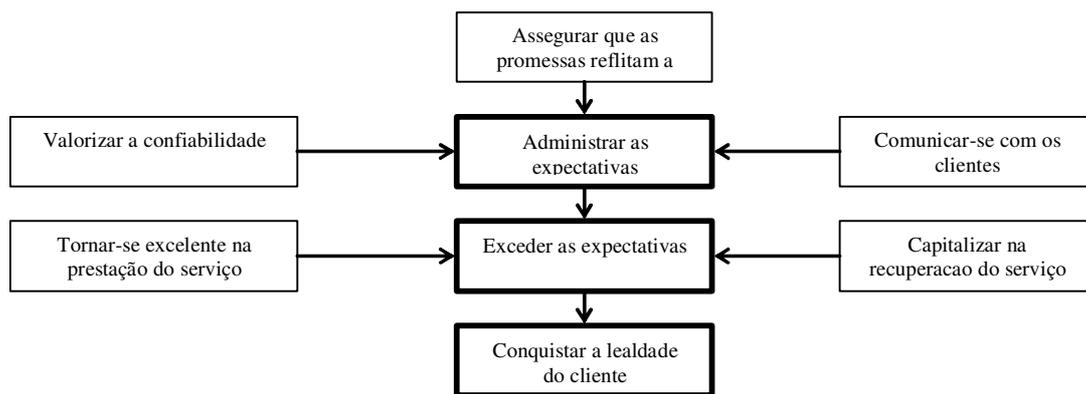 Assegurar que as
promessas reflitam a
Valorizar a confiabilidade
Administrar as
expectativas
Comunicar-se com os
clientes
Tornar-se excelente na
prestação do serviço
Exceder as expectativas
Capitalizar na
recuperacao do serviço
Conquistar a lealdade
do cliente